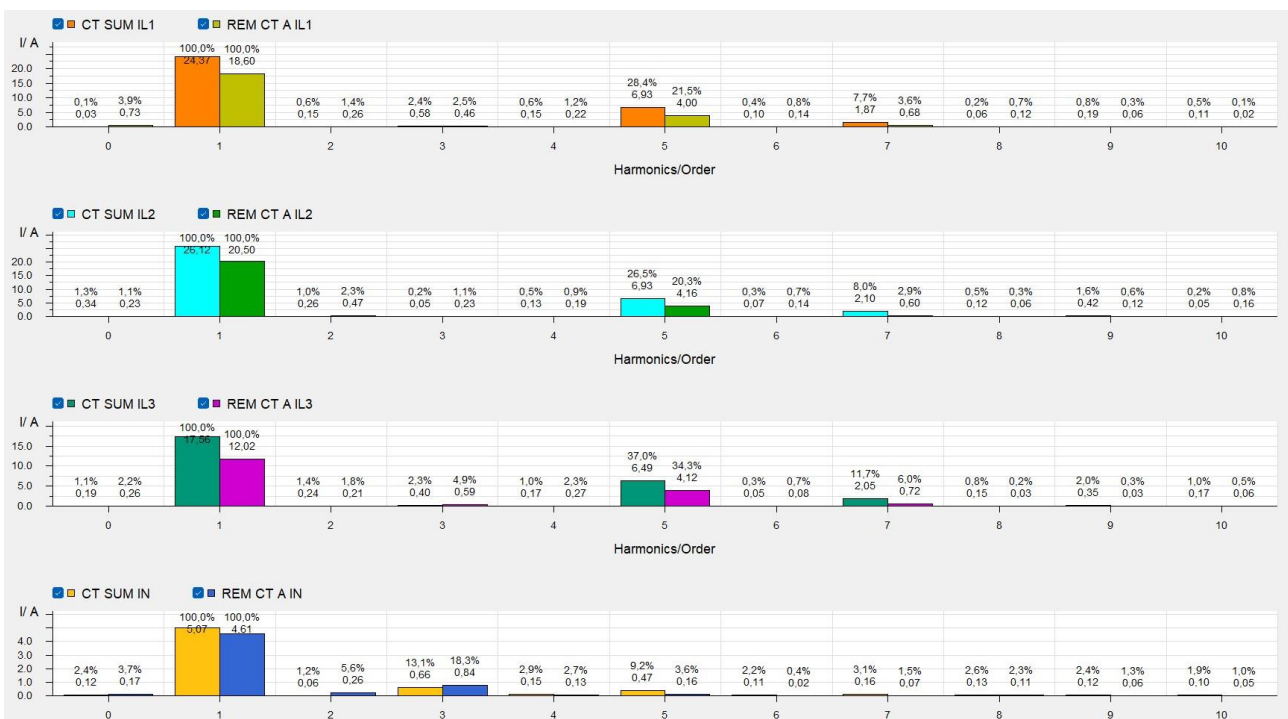 CT SUM IL1 REM CT A IL1
I/ A
100,0% 100,0%
24,37 18,60
20.0
28,4% 21,5%
6,93 4,00
15.0
10.0
0,1% 3,9% 0,6% 1,4% 2,4% 2,5% 0,6% 1,2% 0,4% 0,8% 7,7% 3,6% 0,2% 0,7% 0,8% 0,3% 0,5% 0,1%
5.0
0,03 0,73 0,15 0,26 0,58 0,46 0,15 0,22 0,10 0,14 1,87 0,68 0,06 0,12 0,19 0,06 0,11 0,02
0.0
0 1 2 3 4 5 6 7 8 9 10
Harmonics/Order
CT SUM IL2 REM CT A IL2
I/ A
100,0% 100,0%
26,12 20,50
20.0
26,5% 20,3%
6,93 4,16
15.0
10.0
1,3% 1,1% 1,0% 2,3% 0,2% 1,1% 0,5% 0,9% 0,3% 0,7% 8,0% 2,9% 0,5% 0,3% 1,6% 0,6% 0,2% 0,8%
5.0
0,34 0,23 0,26 0,47 0,05 0,23 0,13 0,19 0,07 0,14 2,10 0,60 0,12 0,06 0,42 0,12 0,05 0,16
0.0
0 1 2 3 4 5 6 7 8 9 10
Harmonics/Order
CT SUM IL3 REM CT A IL3
I/ A
100,0% 100,0%
17,56 12,02
15.0
37,0% 34,3%
6,49 4,12
10.0
1,1% 2,2% 1,4% 1,8% 2,3% 4,9% 1,0% 2,3% 0,3% 0,7% 11,7% 6,0% 0,8% 0,2% 2,0% 0,3% 1,0% 0,5%
5.0
0,19 0,26 0,24 0,21 0,40 0,59 0,17 0,27 0,05 0,08 2,05 0,72 0,15 0,03 0,35 0,03 0,17 0,06
0.0
0 1 2 3 4 5 6 7 8 9 10
Harmonics/Order
CT SUM IN REM CT A IN
I/ A
100,0% 100,0%
5,07 4,61
4.0
3.0
2.0
2,4% 3,7% 1,2% 5,6% 13,1% 18,3% 2,9% 2,7% 9,2% 3,6% 2,2% 0,4% 3,1% 1,5% 2,6% 2,3% 2,4% 1,3% 1,9% 1,0%
1.0
0,12 0,17 0,06 0,26 0,66 0,84 0,15 0,13 0,47 0,16 0,11 0,02 0,16 0,07 0,13 0,11 0,12 0,06 0,10 0,05
0.0
0 1 2 3 4 5 6 7 8 9 10